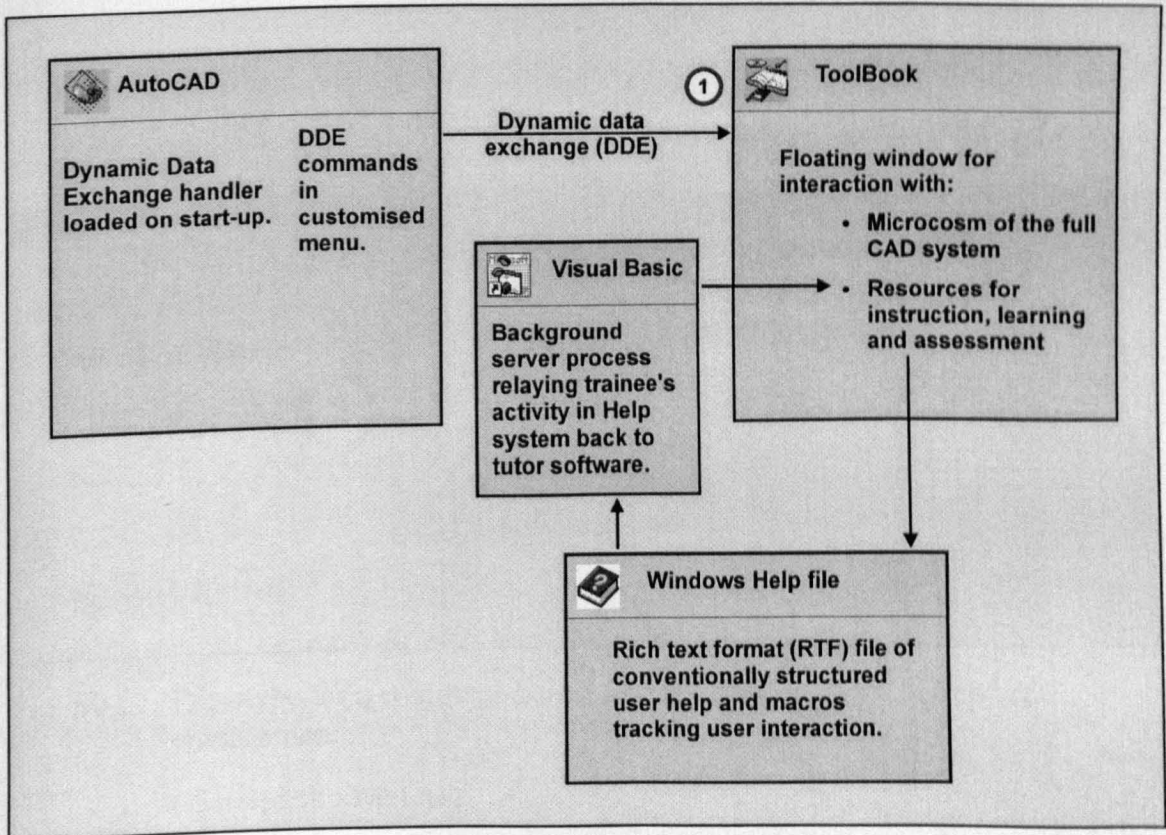 AutoCAD
Dynamic Data
Exchange handler
loaded on start-up.
DDE
commands
in
customised
menu.
Dynamic data
exchange (DDE)
1
ToolBook
Floating window for
interaction with:
• Microcosm of the full
CAD system
• Resources for
instruction, learning
and assessment
Visual Basic
Background
server process
relaying trainee's
activity in Help
system back to
tutor software.
Windows Help file
Rich text format (RTF) file of
conventionally structured
user help and macros
tracking user interaction.